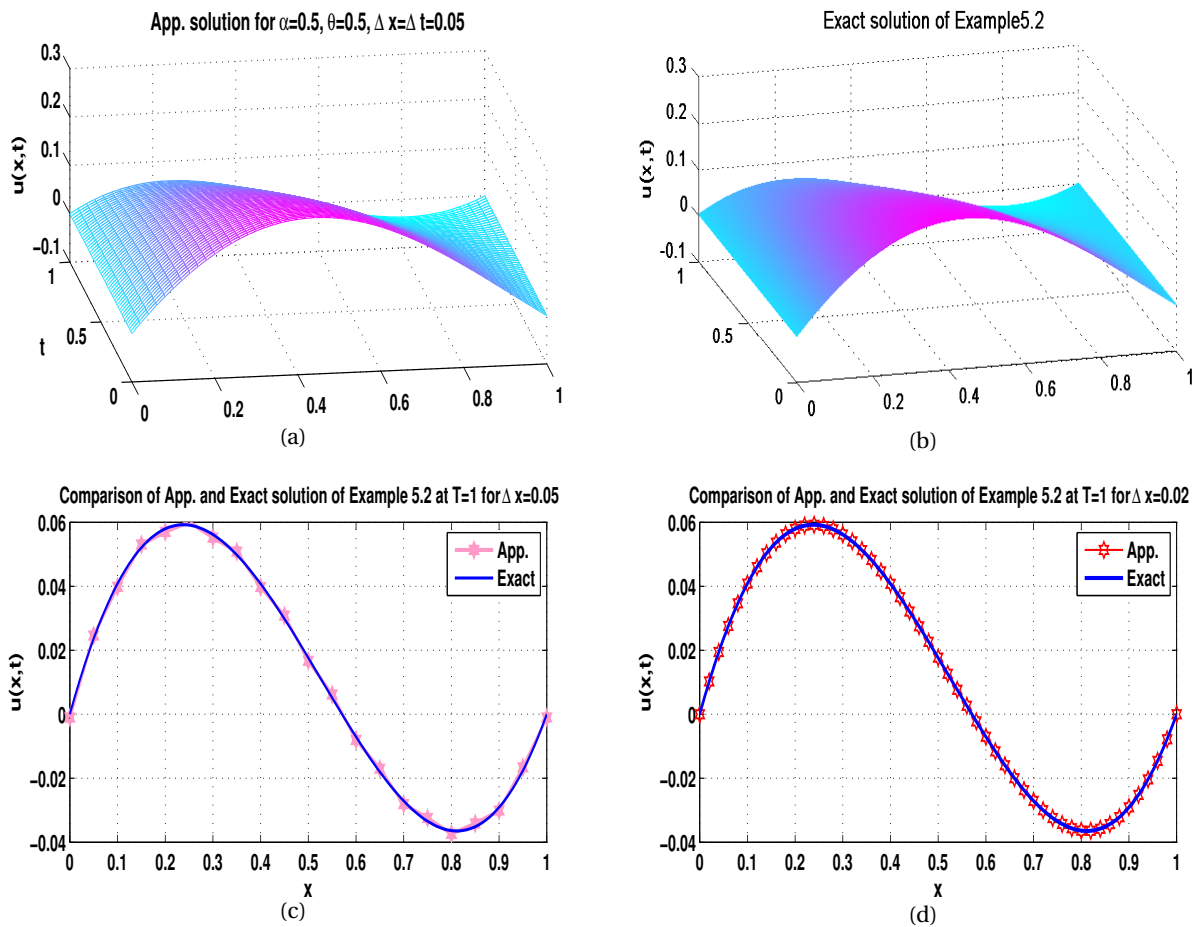 App. solution for α=0.5, θ=0.5, Δ x=Δ t=0.05
0.3
0.2
0.1
0
−0.1
u(x,t)
1
0.5
0
t
0
0.2
0.4
0.6
0.8
1
(a)
Exact solution of Example5.2
0.3
0.2
0.1
0
−0.1
u(x,t)
1
0.5
0
0
0.2
0.4
0.6
0.8
1
(b)
Comparison of App. and Exact solution of Example 5.2 at T=1 for Δ x=0.05
0.06
0.04
0.02
0
−0.02
−0.04
u(x,t)
App.
Exact
0 0.1 0.2 0.3 0.4 0.5 0.6 0.7 0.8 0.9 1
x
(c)
Comparison of App. and Exact solution of Example 5.2 at T=1 for Δ x=0.02
0.06
0.04
0.02
0
−0.02
−0.04
u(x,t)
App.
Exact
0 0.1 0.2 0.3 0.4 0.5 0.6 0.7 0.8 0.9 1
x
(d)